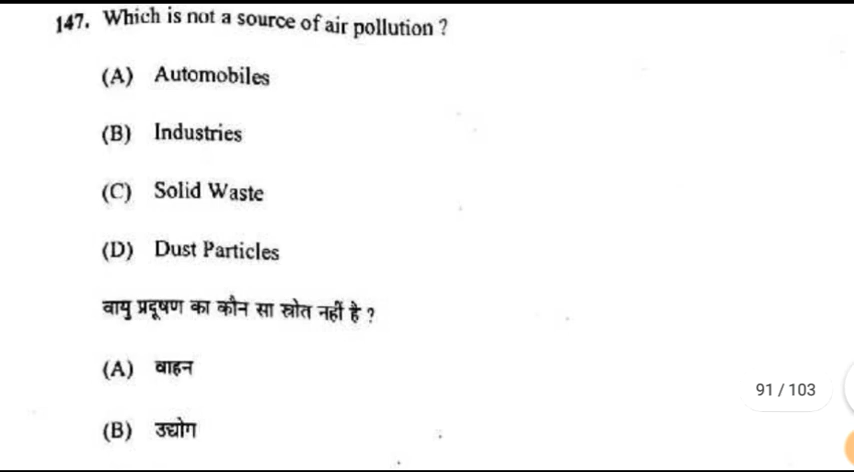 147. Which is not a source of air pollution ?
(A) Automobiles
(B) Industries
(C) Solid Waste
(D) Dust Particles
वायु प्रदूषण का कौन सा स्रोत नहीं है ?
(A) वाहन
91 / 103
(B) उद्योग